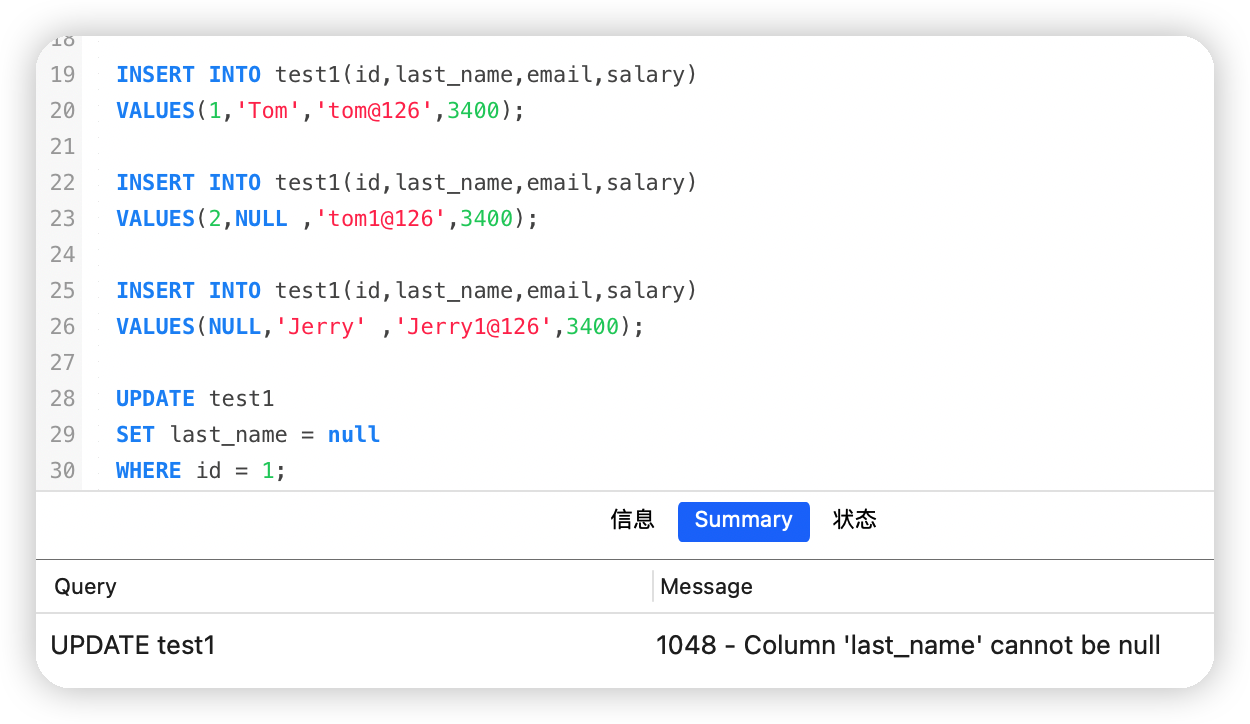 18
19 INSERT INTO test1(id,last_name,email,salary)
20 VALUES(1,'Tom','tom@126',3400);
21
22 INSERT INTO test1(id,last_name,email,salary)
23 VALUES(2,NULL ,'tom1@126',3400);
24
25 INSERT INTO test1(id,last_name,email,salary)
26 VALUES(NULL,'Jerry' ,'Jerry1@126',3400);
27
28 UPDATE test1
29 SET last_name = null
30 WHERE id = 1;
信息 Summary 状态
Query Message
UPDATE test1 1048 - Column 'last_name' cannot be null